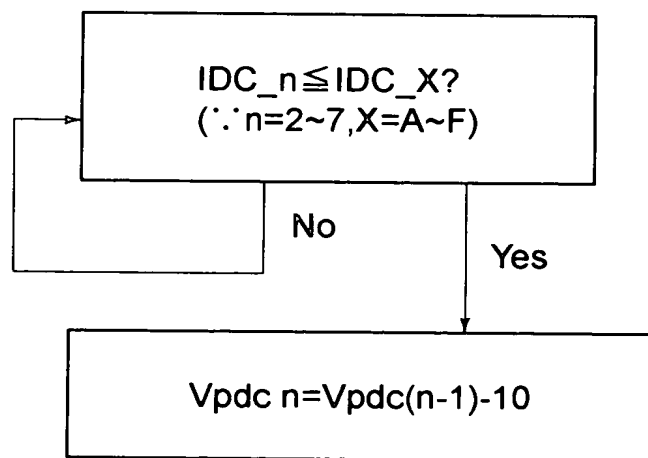 IDC_n≦IDC_X?
(∵n=2~7,X=A~F)
No
Yes
Vpdc n=Vpdc(n-1)-10